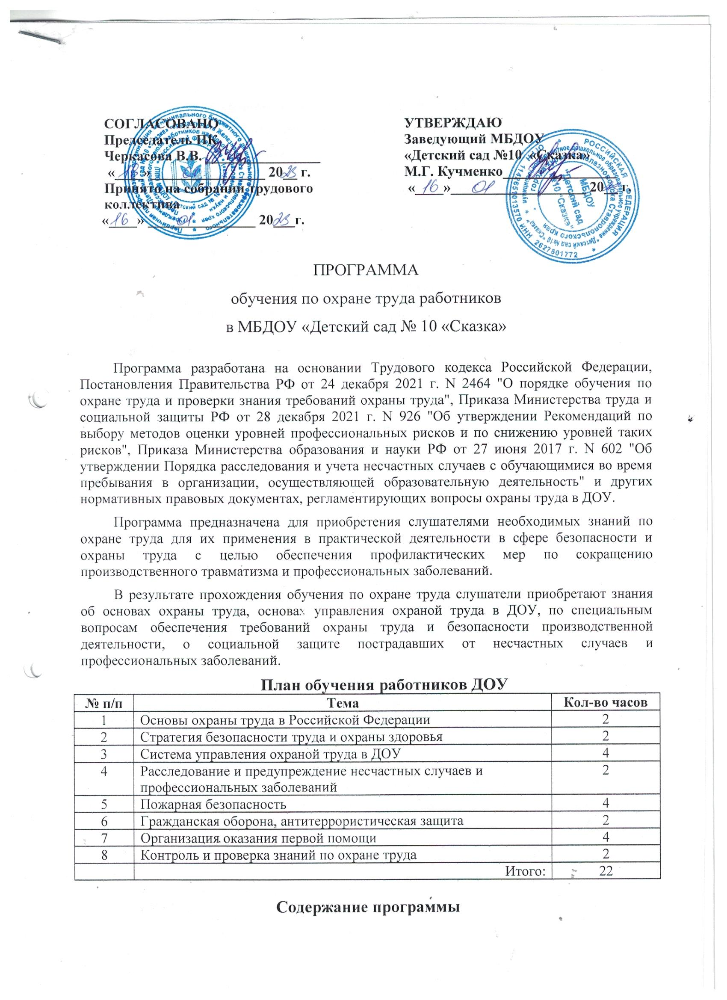 СОГЛАСОВАНО
Председатель ПК
Черкасова В.В.
«16» 01 2023 г.
Принято на собрании трудового
коллектива
«16» 01 2023 г.
УТВЕРЖДАЮ
Заведующий МБДОУ
«Детский сад №10 «Сказка»
М.Г. Кучменко
«16» 01 20 г.
РОССИЙСКАЯ ФЕДЕРАЦИЯ
ИНН 2627801772
МБДОУ
"Детский сад
№10 "Сказка"
ПРОГРАММА
обучения по охране труда работников
в МБДОУ «Детский сад № 10 «Сказка»
Программа разработана на основании Трудового кодекса Российской Федерации,
Постановления Правительства РФ от 24 декабря 2021 г. N 2464 "О порядке обучения по
охране труда и проверки знания требований охраны труда", Приказа Министерства труда и
социальной защиты РФ от 28 декабря 2021 г. N 926 "Об утверждении Рекомендаций по
выбору методов оценки уровней профессиональных рисков и по снижению уровней таких
рисков", Приказа Министерства образования и науки РФ от 27 июня 2017 г. N 602 "Об
утверждении Порядка расследования и учета несчастных случаев с обучающимися во время
пребывания в организации, осуществляющей образовательную деятельность" и других
нормативных правовых документах, регламентирующих вопросы охраны труда в ДОУ.
Программа предназначена для приобретения слушателями необходимых знаний по
охране труда для их применения в практической деятельности в сфере безопасности и
охраны труда с целью обеспечения профилактических мер по сокращению
производственного травматизма и профессиональных заболеваний.
В результате прохождения обучения по охране труда слушатели приобретают знания
об основах охраны труда, основах управления охраной труда в ДОУ, по специальным
вопросам обеспечения требований охраны труда и безопасности производственной
деятельности, о социальной защите пострадавших от несчастных случаев и
профессиональных заболеваний.
План обучения работников ДОУ
№ п/п Тема Кол-во часов
1 Основы охраны труда в Российской Федерации 2
2 Стратегия безопасности труда и охраны здоровья 2
3 Система управления охраной труда в ДОУ 4
4 Расследование и предупреждение несчастных случаев и 2
профессиональных заболеваний
5 Пожарная безопасность 4
6 Гражданская оборона, антитеррористическая защита 2
7 Организация оказания первой помощи 4
8 Контроль и проверка знаний по охране труда 2
Итого: 22
Содержание программы